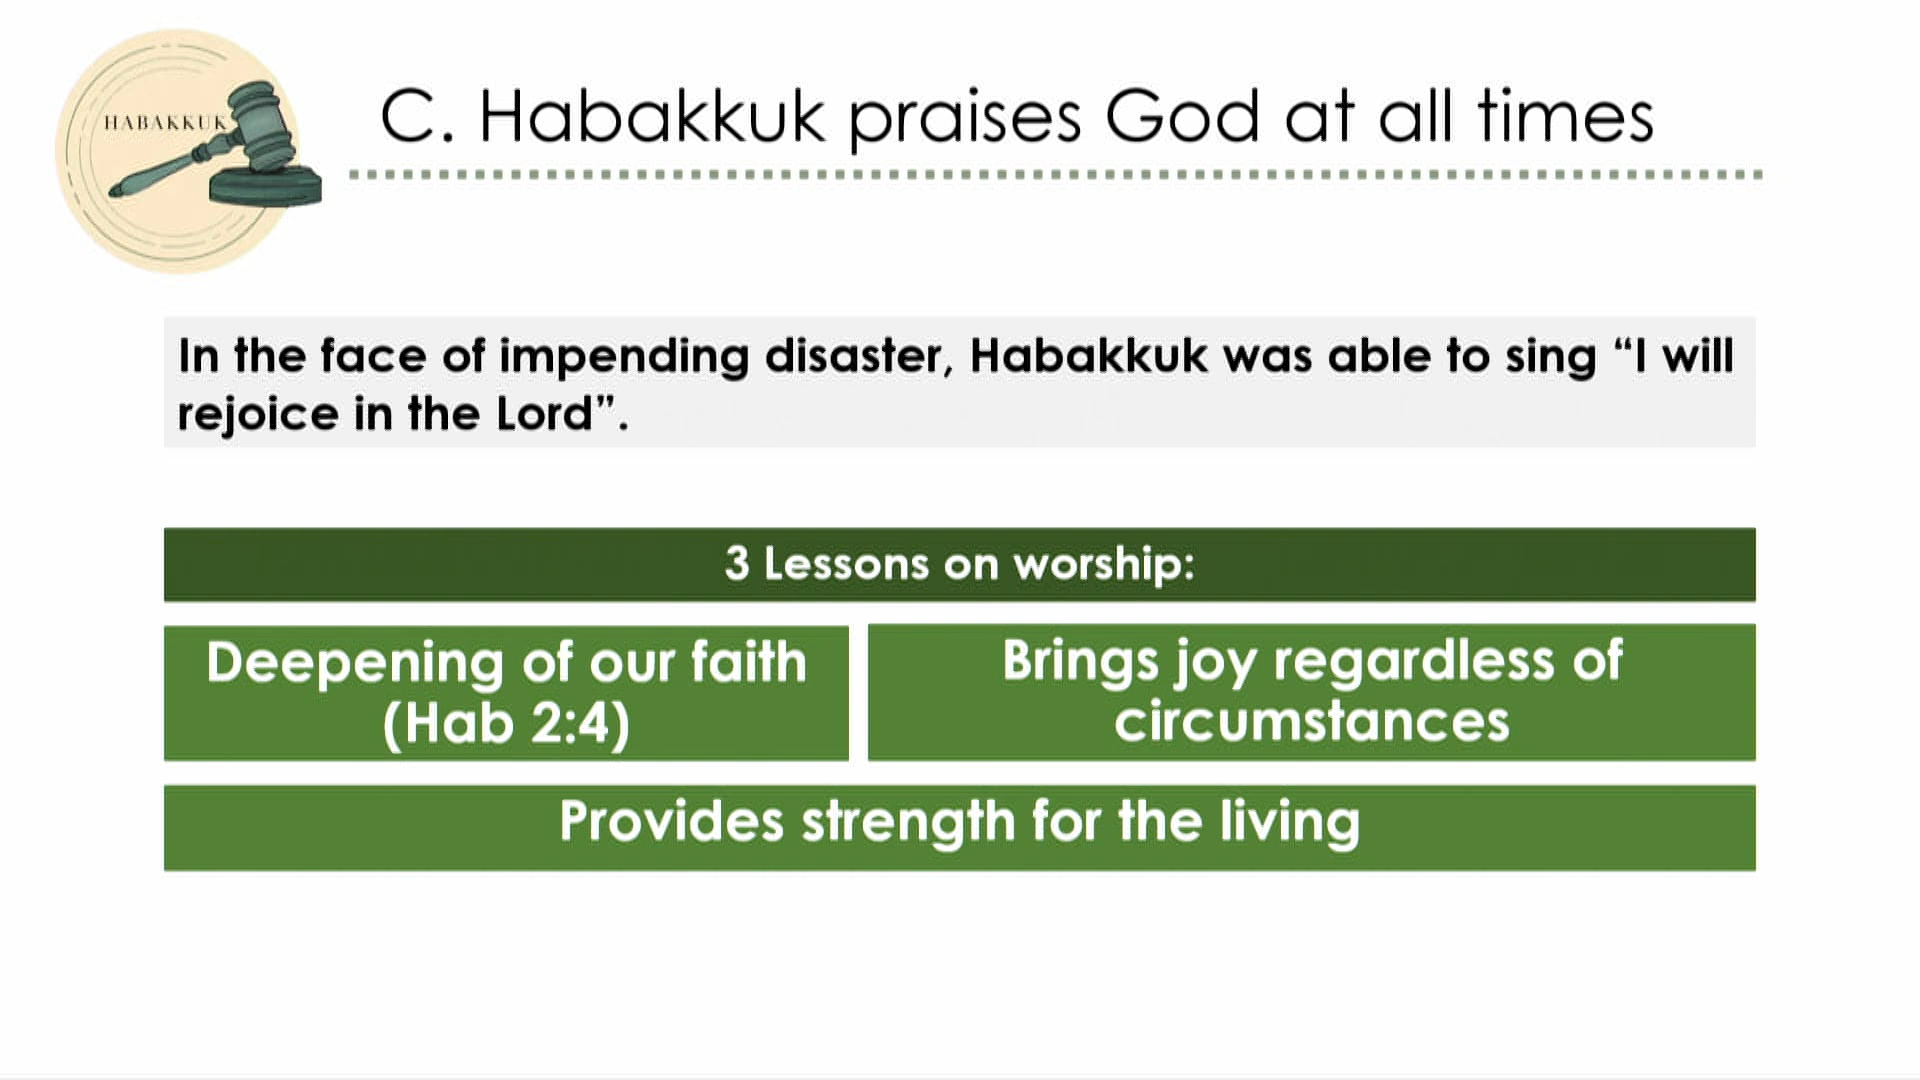 HABAKKUK
C. Habakkuk praises God at all times
In the face of impending disaster, Habakkuk was able to sing “I will
rejoice in the Lord”.
3 Lessons on worship:
Deepening of our faith
(Hab 2:4)
Brings joy regardless of
circumstances
Provides strength for the living